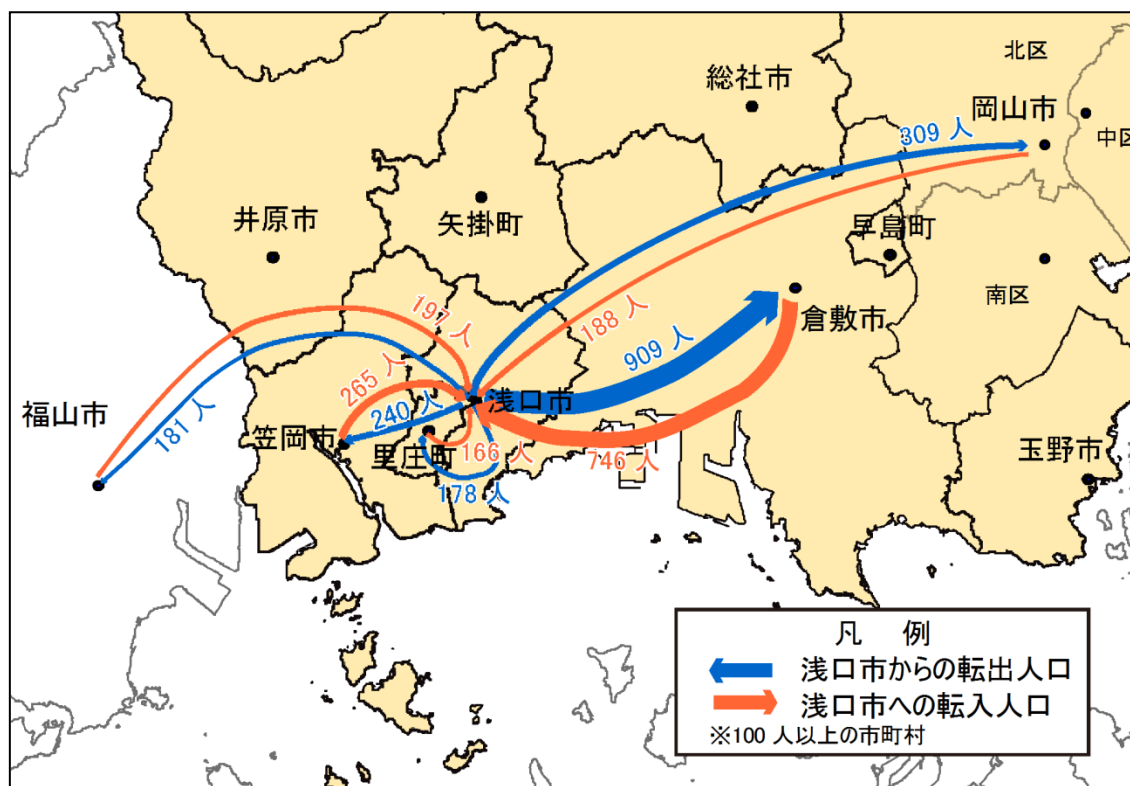 北区
総社市
岡山市
中区
309 人
井原市
矢掛町
早島町
南区
倉敷市
197 人
188 人
909 人
265 人
福山市
181 人
240 人
浅口市
笠岡市
里庄町
166 人
746 人
178 人
玉野市
凡 例
浅口市からの転出人口
浅口市への転入人口
※100 人以上の市町村